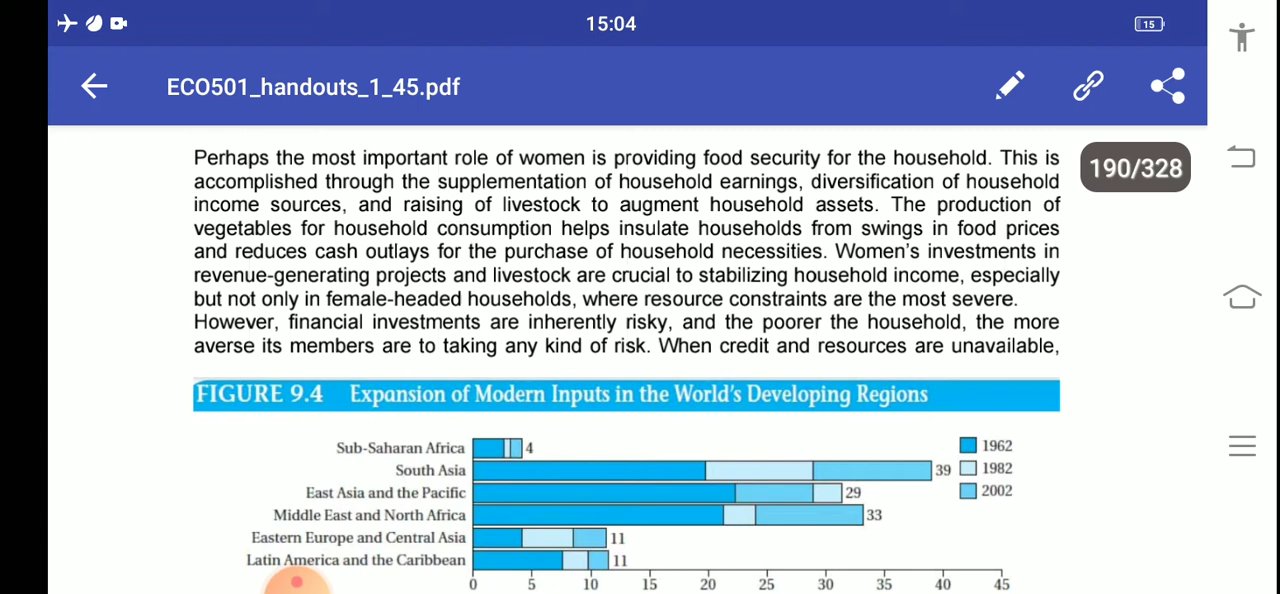 15:04
15
ECO501_handouts_1_45.pdf
190/328
Perhaps the most important role of women is providing food security for the household. This is
accomplished through the supplementation of household earnings, diversification of household
income sources, and raising of livestock to augment household assets. The production of
vegetables for household consumption helps insulate households from swings in food prices
and reduces cash outlays for the purchase of household necessities. Women's investments in
revenue-generating projects and livestock are crucial to stabilizing household income, especially
but not only in female-headed households, where resource constraints are the most severe.
However, financial investments are inherently risky, and the poorer the household, the more
averse its members are to taking any kind of risk. When credit and resources are unavailable,
FIGURE 9.4 Expansion of Modern Inputs in the World's Developing Regions
Sub-Saharan Africa 4
South Asia 39
East Asia and the Pacific 29
Middle East and North Africa 33
Eastern Europe and Central Asia 11
Latin America and the Caribbean 11
1962
1982
2002
0 5 10 15 20 25 30 35 40 45